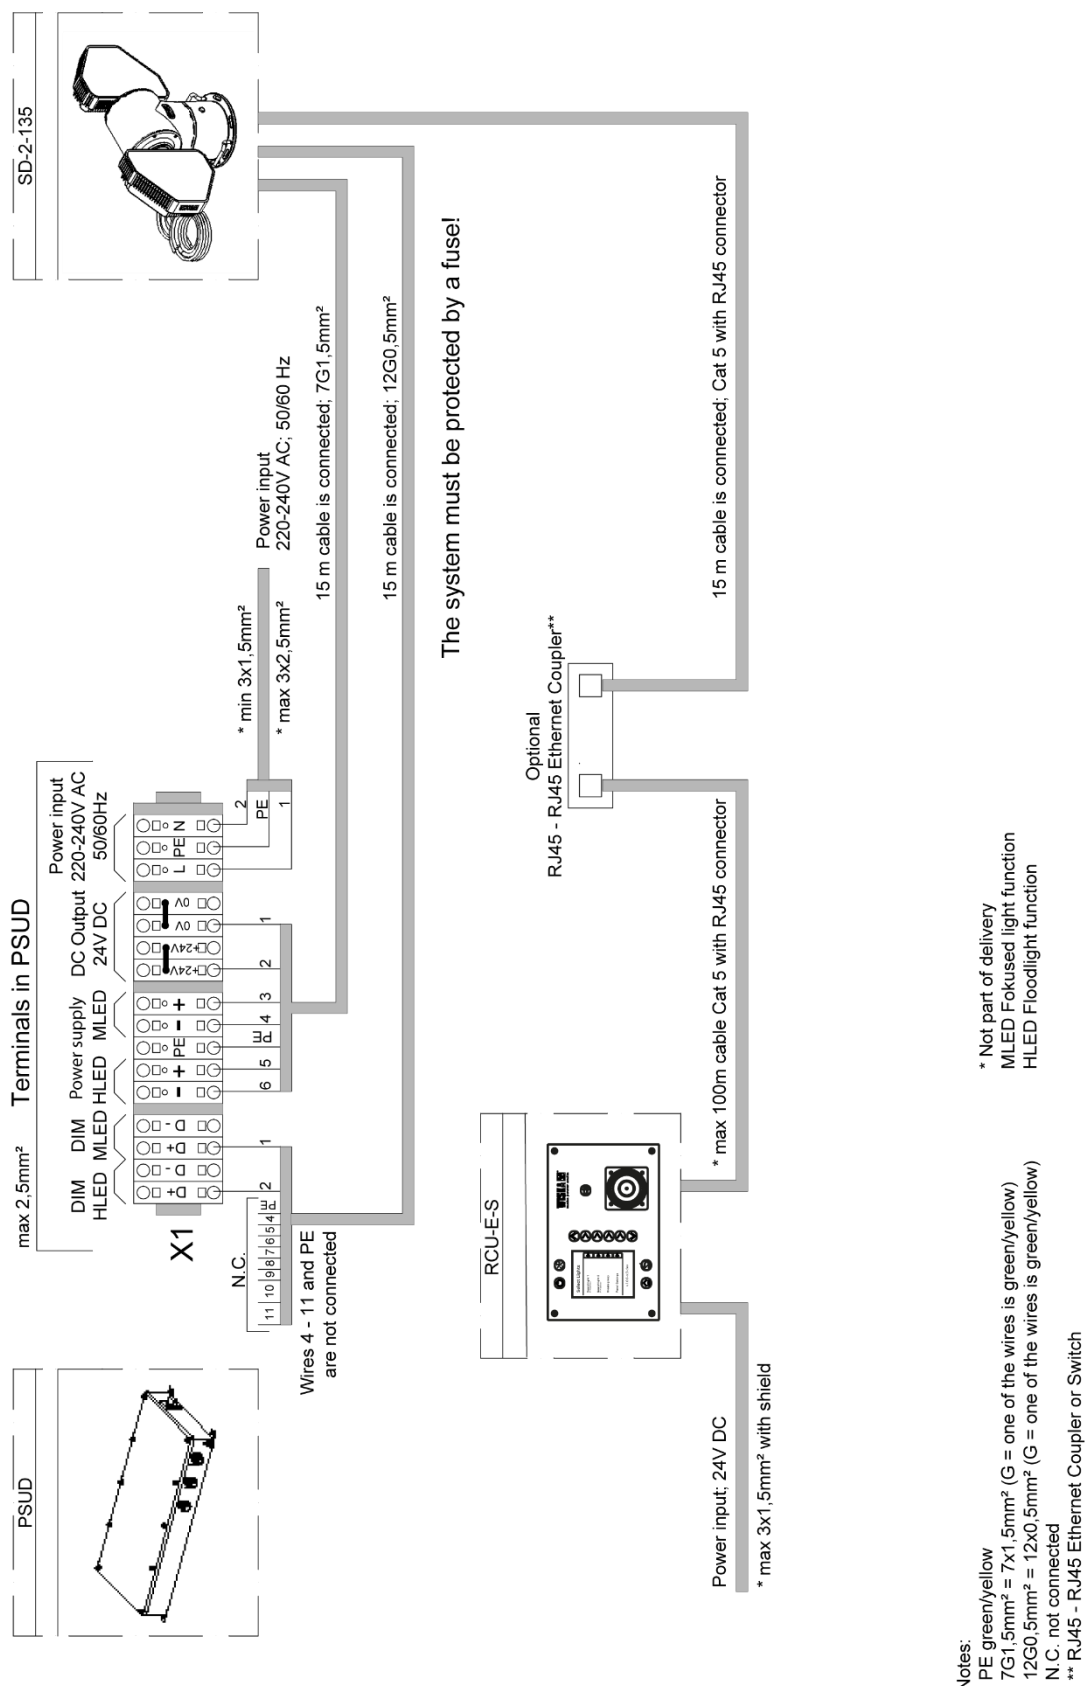 PSUD
SD-2-135
max 2,5mm²
Terminals in PSUD
DIM
HLED
DIM
MLED
Power supply
HLED
MLED
DC Output
24V DC
Power input
220-240V AC
50/60Hz
X1
D+
D -
D+
D -
-
+
PE
-
+
+24V
+24V
0V
0V
L
PE
N
N.C.
11 10 9 8 7 6 5 4 PE
2
1
6
5
PE
4
3
2
1
2
PE
1
Wires 4 - 11 and PE
are not connected
* min 3x1,5mm²
* max 3x2,5mm²
Power input
220-240V AC; 50/60 Hz
15 m cable is connected; 7G1,5mm²
15 m cable is connected; 12G0,5mm²
The system must be protected by a fuse!
RCU-E-S
WISKA
Select Lights
Optional
RJ45 - RJ45 Ethernet Coupler**
Power input; 24V DC
* max 3x1,5mm² with shield
* max 100m cable Cat 5 with RJ45 connector
15 m cable is connected; Cat 5 with RJ45 connector
Notes:
PE green/yellow
7G1,5mm² = 7x1,5mm² (G = one of the wires is green/yellow)
12G0,5mm² = 12x0,5mm² (G = one of the wires is green/yellow)
N.C. not connected
** RJ45 - RJ45 Ethernet Coupler or Switch
* Not part of delivery
MLED Fokused light function
HLED Floodlight function